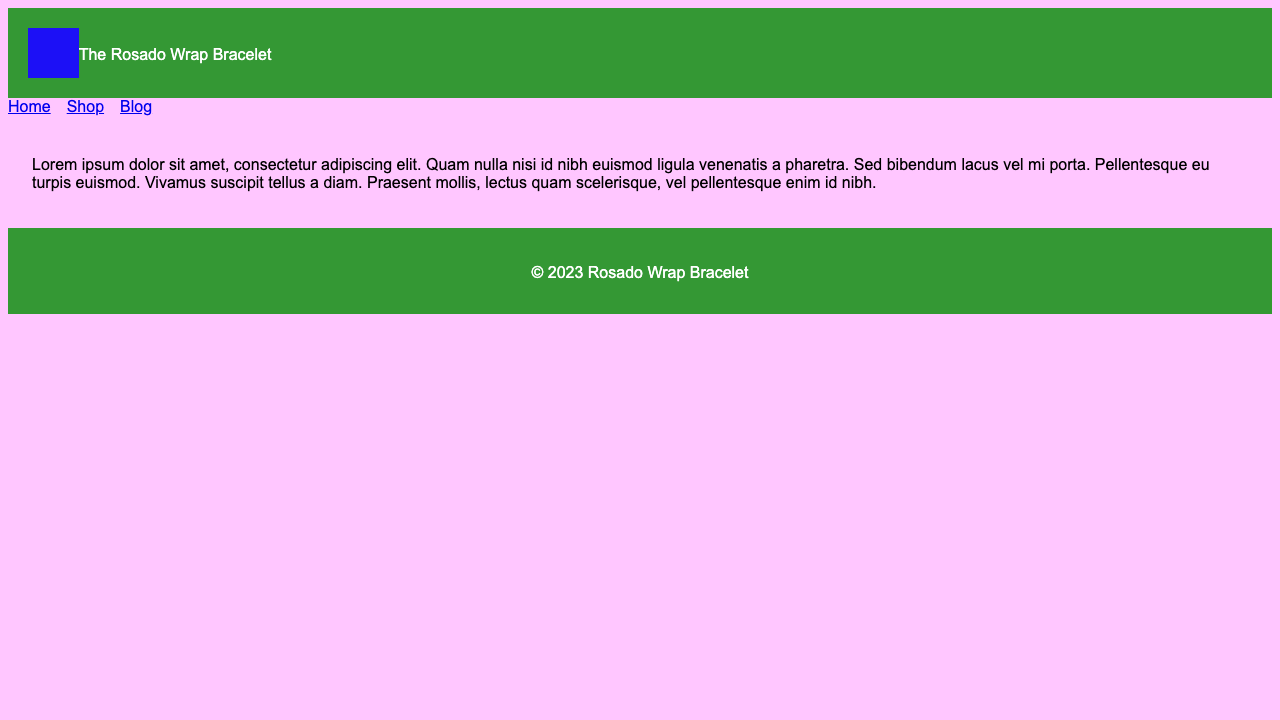 The Rosado Wrap Bracelet
Home Shop Blog
Lorem ipsum dolor sit amet, consectetur adipiscing elit. Quam nulla nisi id nibh euismod ligula venenatis a pharetra. Sed bibendum lacus vel mi porta. Pellentesque eu
turpis euismod. Vivamus suscipit tellus a diam. Praesent mollis, lectus quam scelerisque, vel pellentesque enim id nibh.
© 2023 Rosado Wrap Bracelet